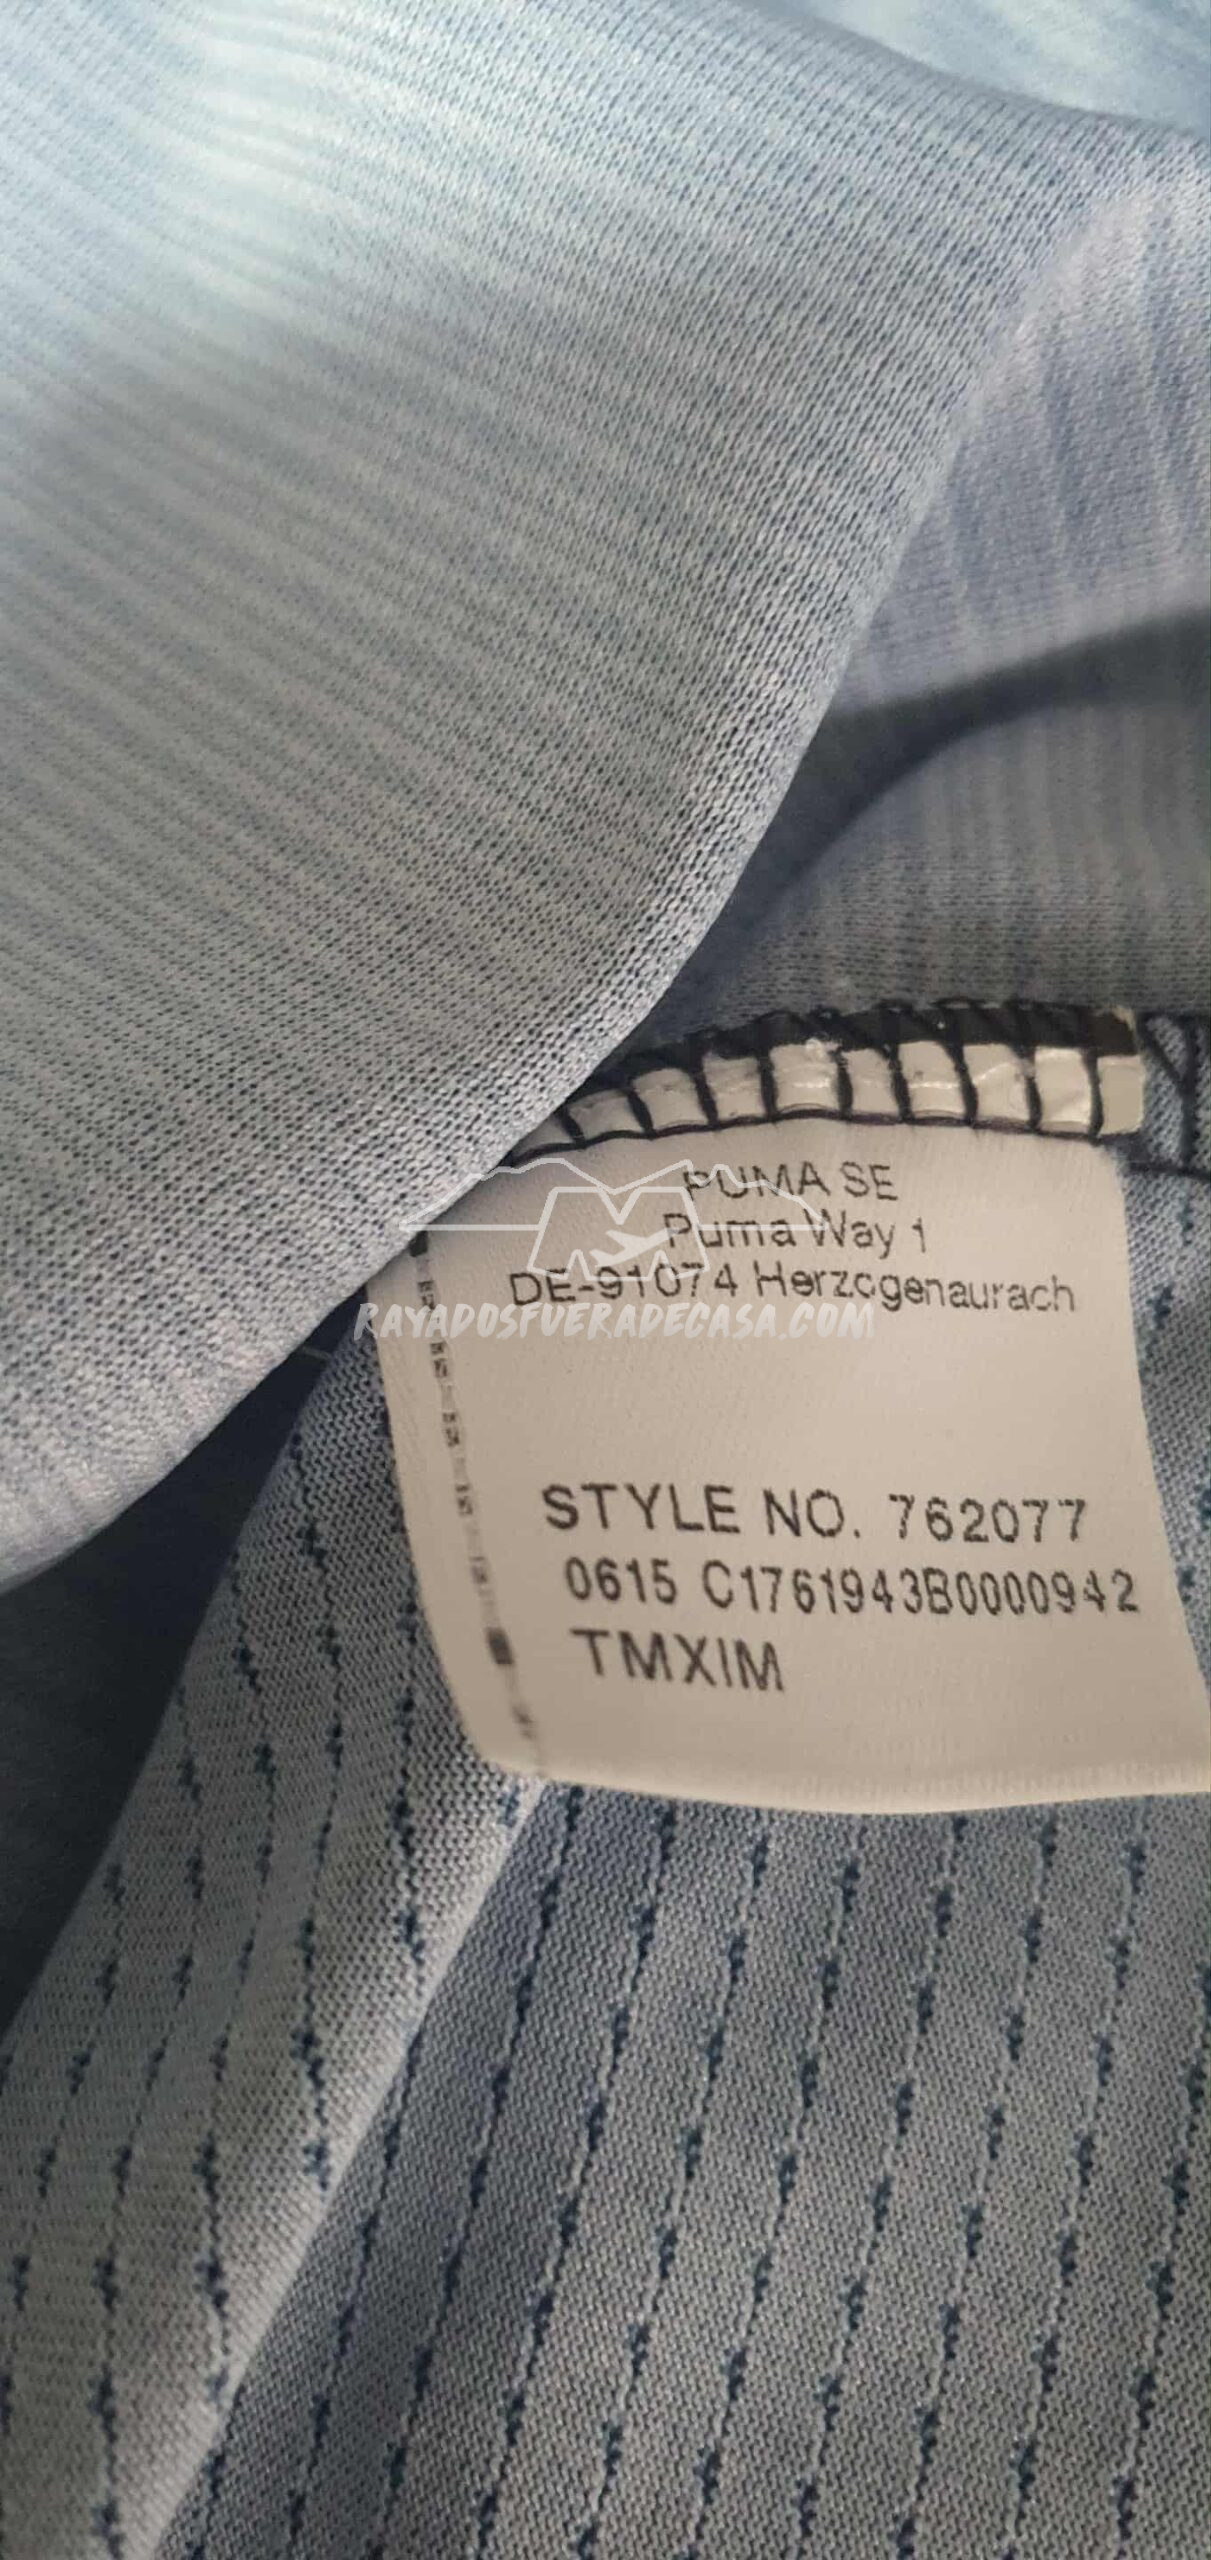 PUMA SE
Puma Way 1
DE-91074 Herzogenaurach
RAYADOSFUERADECASA.COM
STYLE NO. 762077
0615 C1761943B0000942
TMXIM